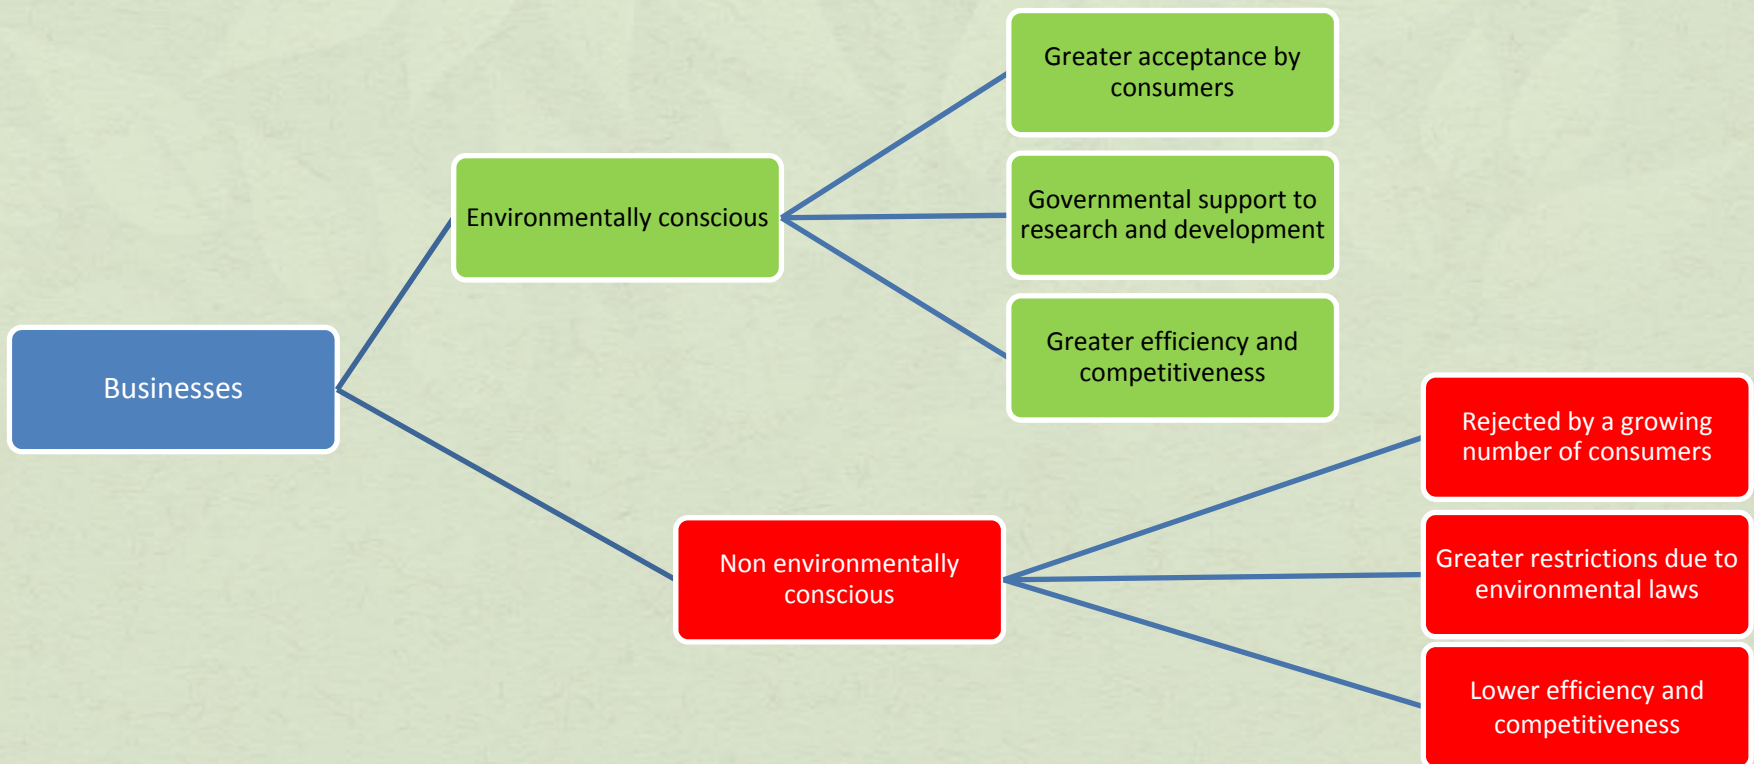 Businesses
Environmentally conscious
Greater acceptance by
consumers
Governmental support to
research and development
Greater efficiency and
competitiveness
Non environmentally
conscious
Rejected by a growing
number of consumers
Greater restrictions due to
environmental laws
Lower efficiency and
competitiveness